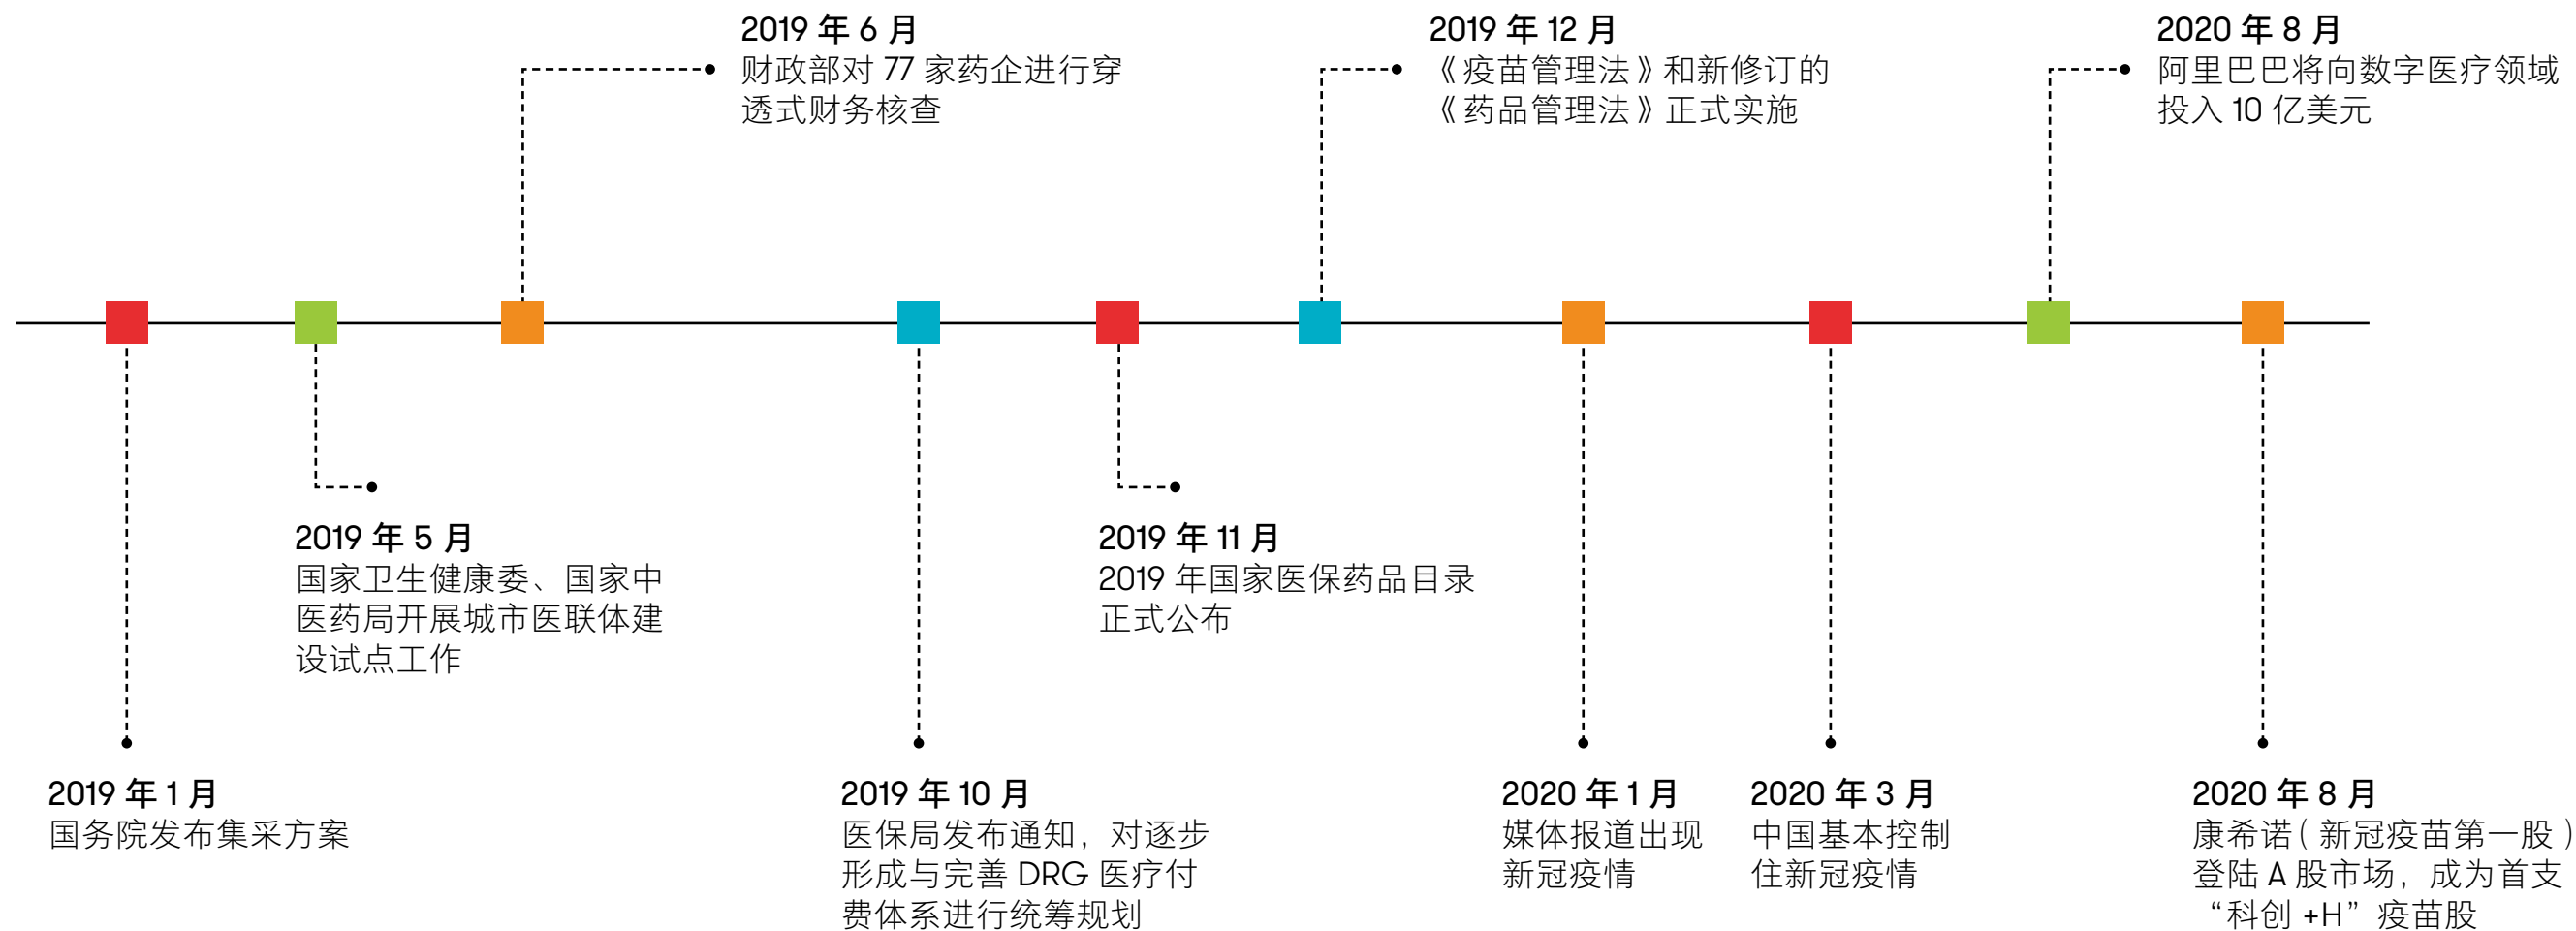 2019 年 6 月
财政部对 77 家药企进行穿
透式财务核查
2019 年 12 月
《疫苗管理法》和新修订的
《药品管理法》正式实施
2020 年 8 月
阿里巴巴将向数字医疗领域
投入 10 亿美元
2019 年 5 月
国家卫生健康委、国家中
医药局开展城市医联体建
设试点工作
2019 年 11 月
2019 年国家医保药品目录
正式公布
2019 年 1 月
国务院发布集采方案
2019 年 10 月
医保局发布通知，对逐步
形成与完善 DRG 医疗付
费体系进行统筹规划
2020 年 1 月
媒体报道出现
新冠疫情
2020 年 3 月
中国基本控制
住新冠疫情
2020 年 8 月
康希诺（新冠疫苗第一股）
登陆 A 股市场，成为首支
“科创 +H”疫苗股